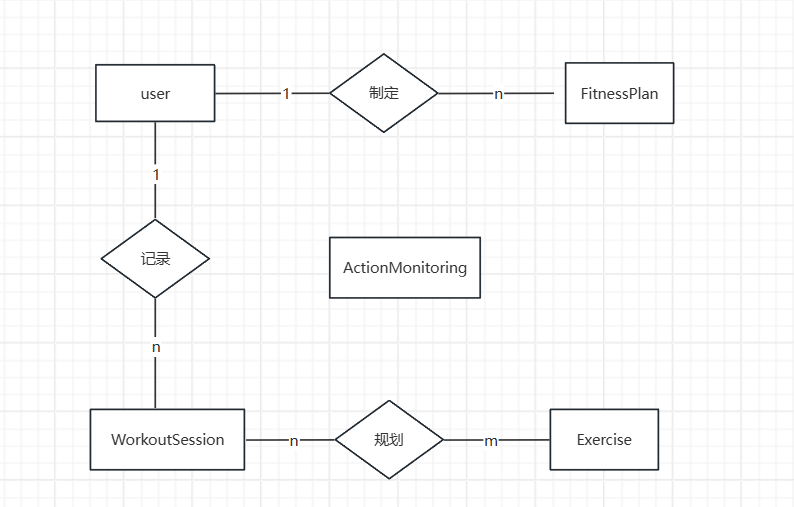 user
1
制定
n
FitnessPlan
1
记录
ActionMonitoring
n
WorkoutSession
n
规划
m
Exercise